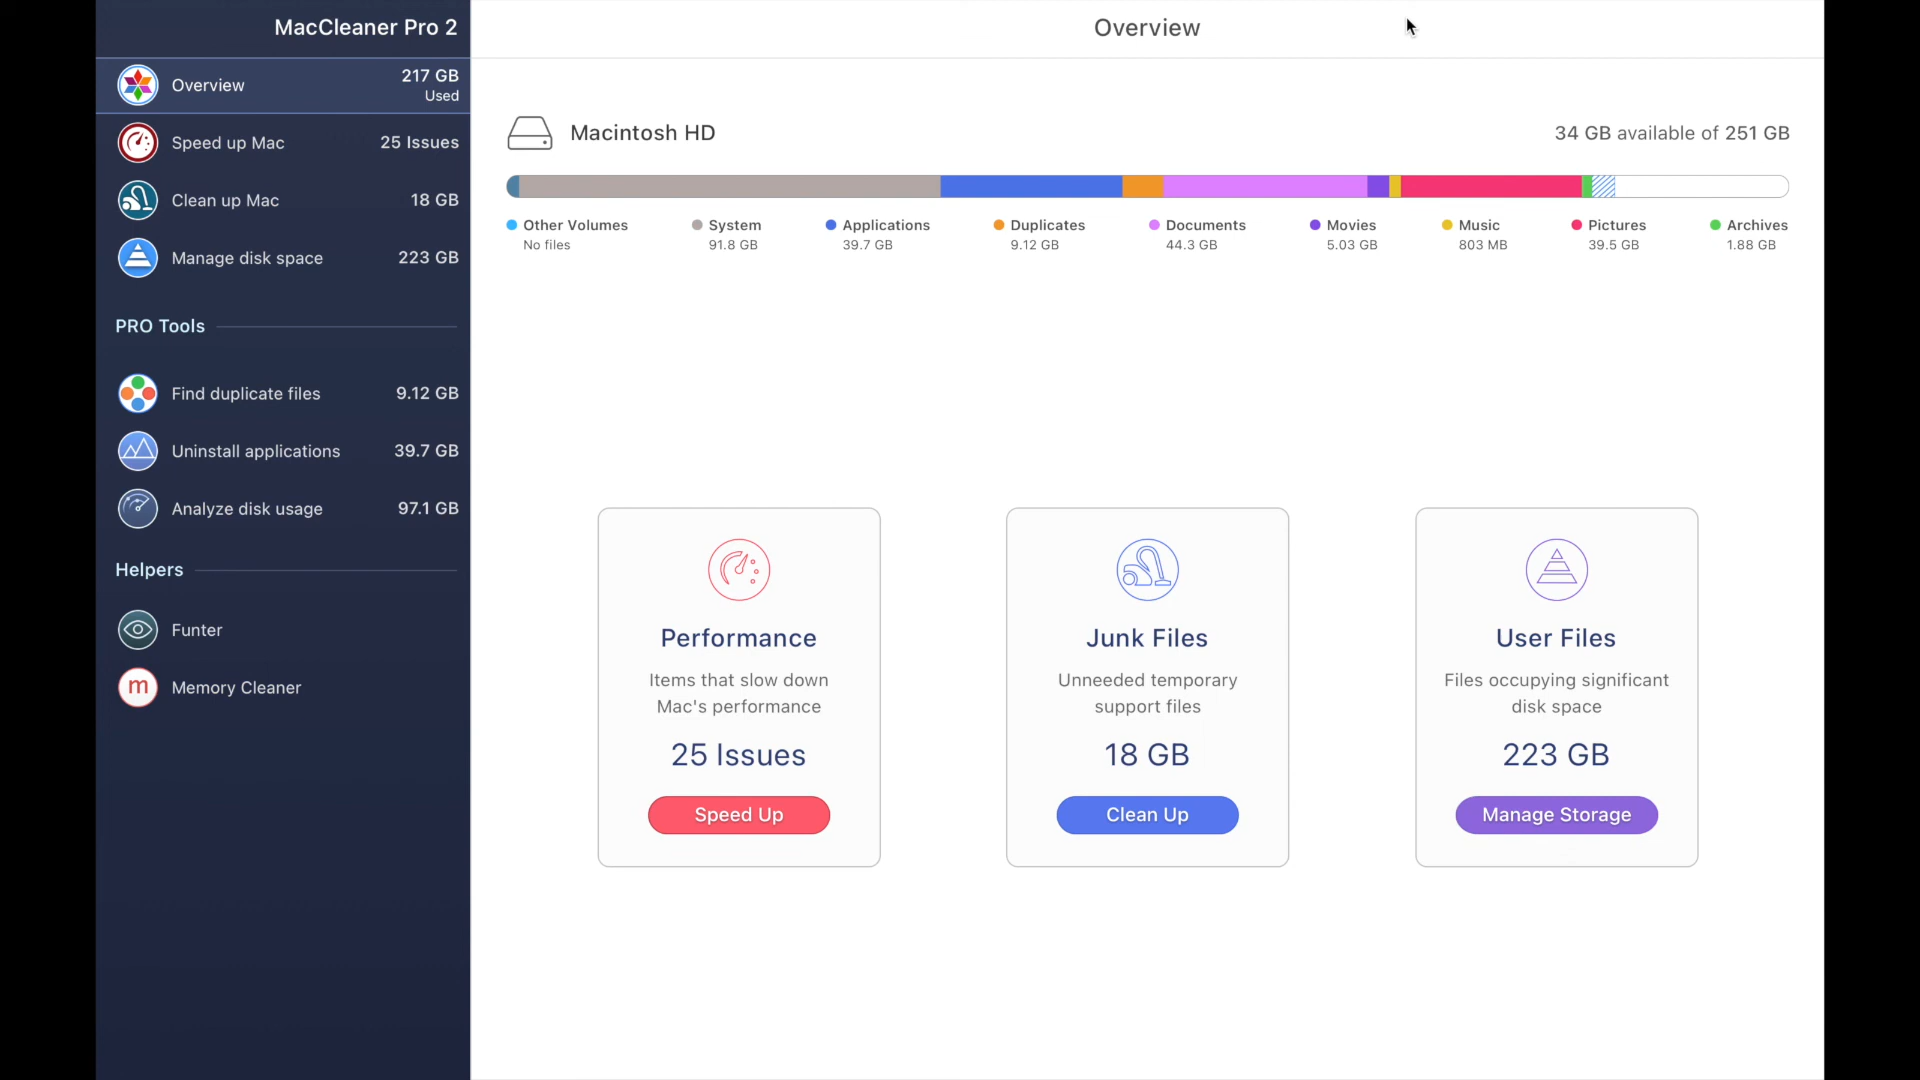 MacCleaner Pro 2
Overview
217 GB
Used
Speed up Mac
25 Issues
Clean up Mac
18 GB
Manage disk space
223 GB
PRO Tools
Find duplicate files
9.12 GB
Uninstall applications
39.7 GB
Analyze disk usage
97.1 GB
Helpers
Funter
m
Memory Cleaner
Overview
Macintosh HD
34 GB available of 251 GB
Other Volumes
No files
System
91.8 GB
Applications
39.7 GB
Duplicates
9.12 GB
Documents
44.3 GB
Movies
5.03 GB
Music
803 MB
Pictures
39.5 GB
Archives
1.88 GB
Performance
Items that slow down
Mac's performance
25 Issues
Speed Up
Junk Files
Unneeded temporary
support files
18 GB
Clean Up
User Files
Files occupying significant
disk space
223 GB
Manage Storage